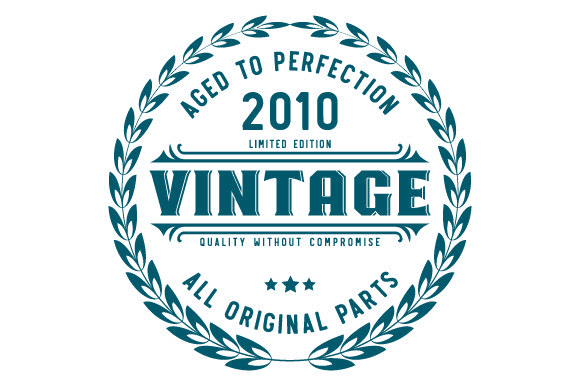 AGED TO PERFECTION
2010
LIMITED EDITION
VINTAGE
QUALITY WITHOUT COMPROMISE
ALL ORIGINAL PARTS